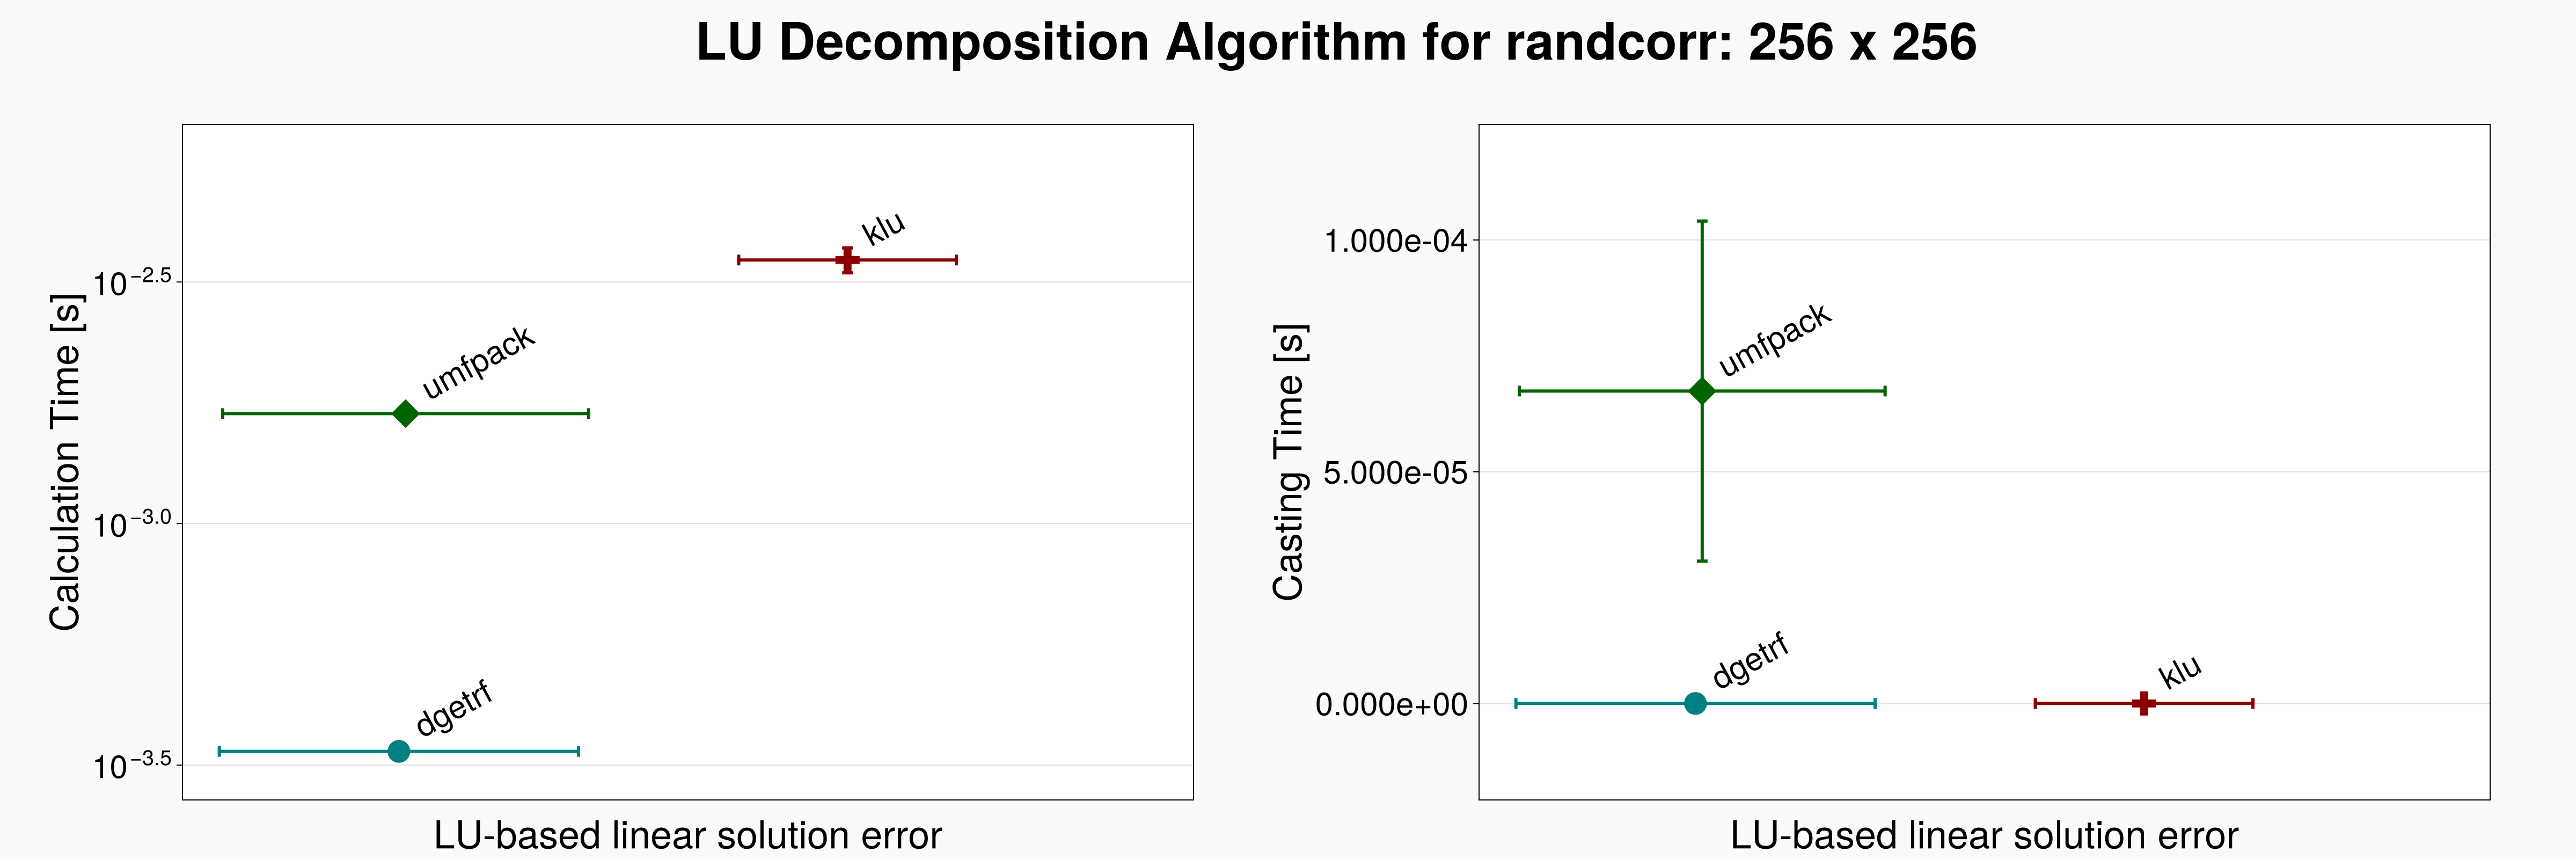 LU Decomposition Algorithm for randcorr: 256 x 256
Calculation Time [s]
10^−2.5
10^−3.0
10^−3.5
klu
umfpack
dgetrf
LU-based linear solution error
Casting Time [s]
1.000e-04
5.000e-05
0.000e+00
umfpack
dgetrf
klu
LU-based linear solution error